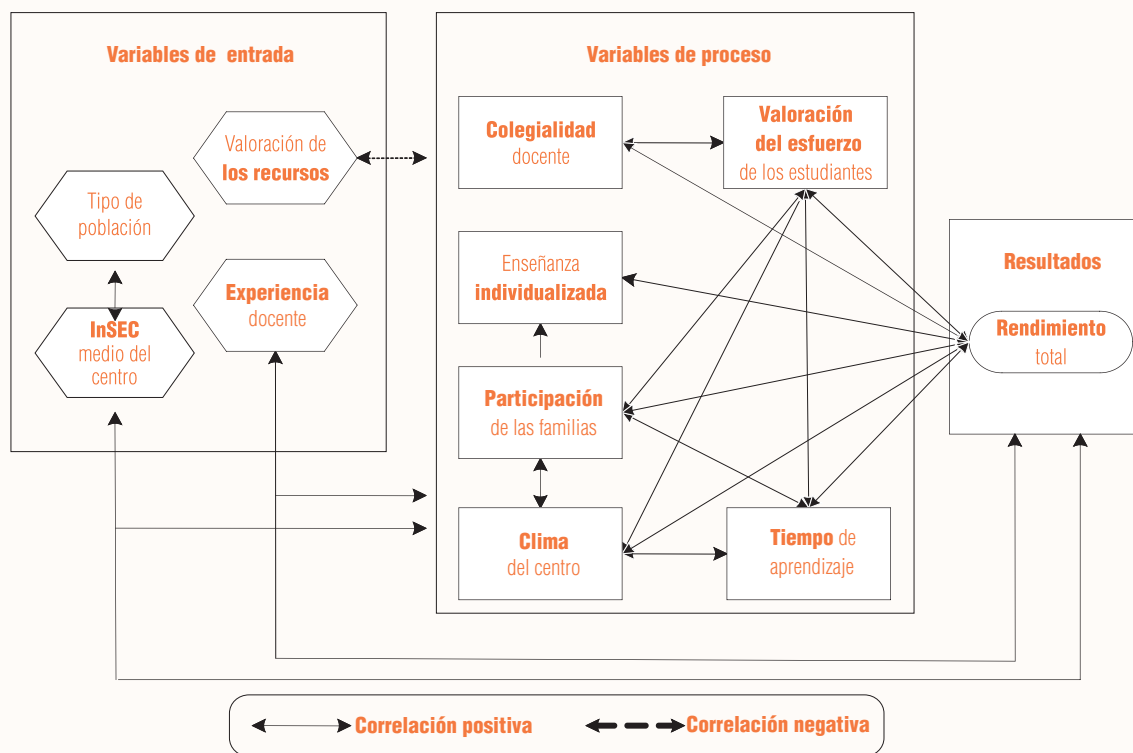 Variables de entrada
Valoración de
los recursos
Tipo de
población
Experiencia
docente
InSEC
medio del
centro
Variables de proceso
Colegialidad
docente
Valoración
del esfuerzo
de los estudiantes
Enseñanza
individualizada
Participación
de las familias
Clima
del centro
Tiempo de
aprendizaje
Resultados
Rendimiento
total
Correlación positiva
Correlación negativa